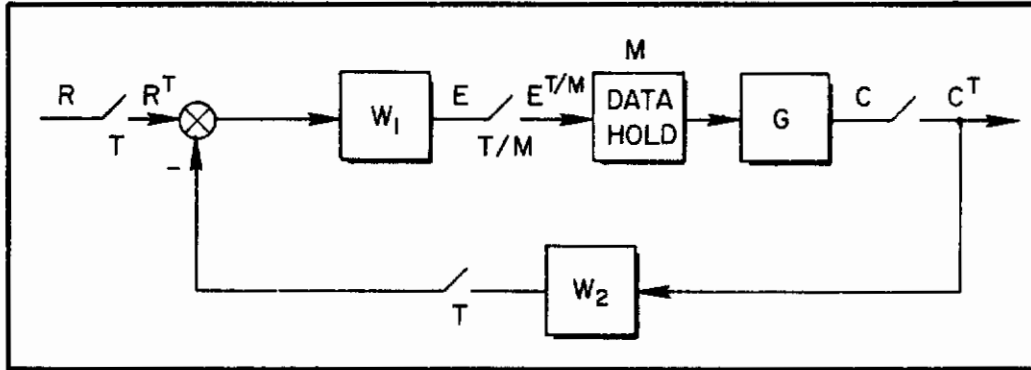 M
R
R^T
T
–
W₁
E
E^T/M
T/M
DATA
HOLD
G
C
C^T
T
W₂